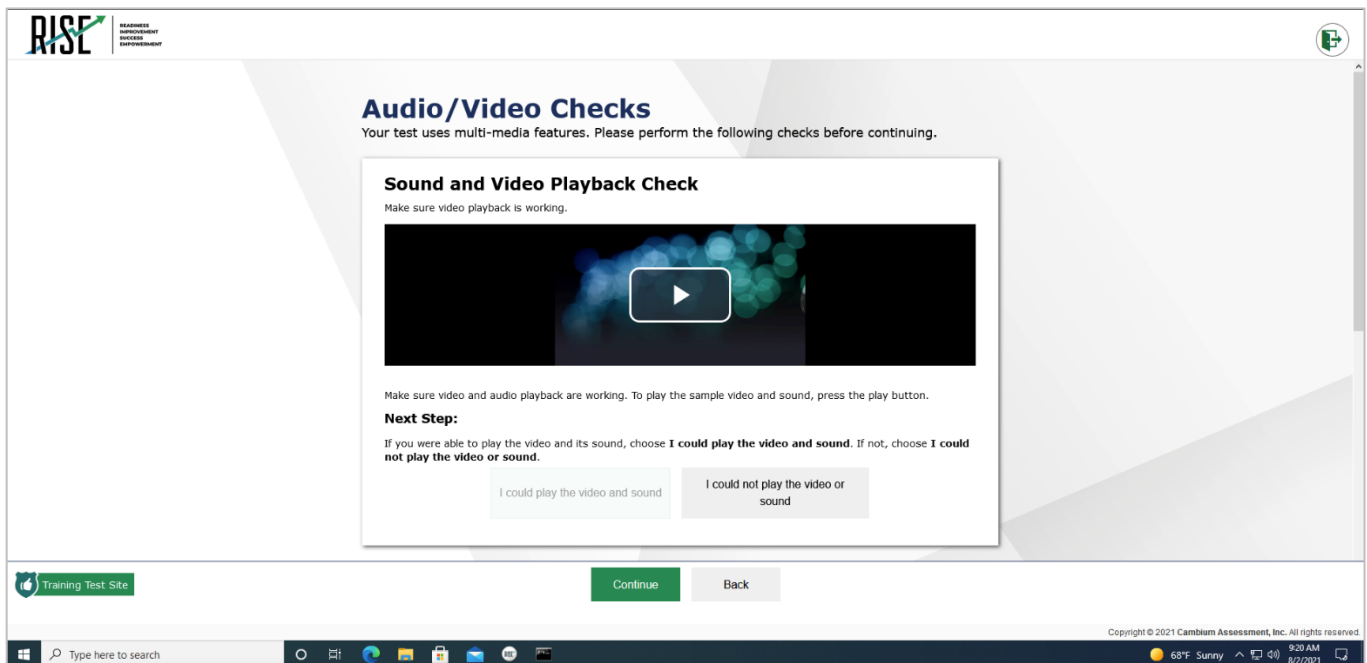 RISE
READINESS
IMPROVEMENT
SUCCESS
EMPOWERMENT
Audio/Video Checks
Your test uses multi-media features. Please perform the following checks before continuing.
Sound and Video Playback Check
Make sure video playback is working.
Make sure video and audio playback are working. To play the sample video and sound, press the play button.
Next Step:
If you were able to play the video and its sound, choose I could play the video and sound. If not, choose I could
not play the video or sound.
I could play the video and sound
I could not play the video or
sound
Training Test Site
Continue
Back
Copyright © 2021 Cambium Assessment, Inc. All rights reserved.
Type here to search
68°F Sunny
9:20 AM
8/2/2021